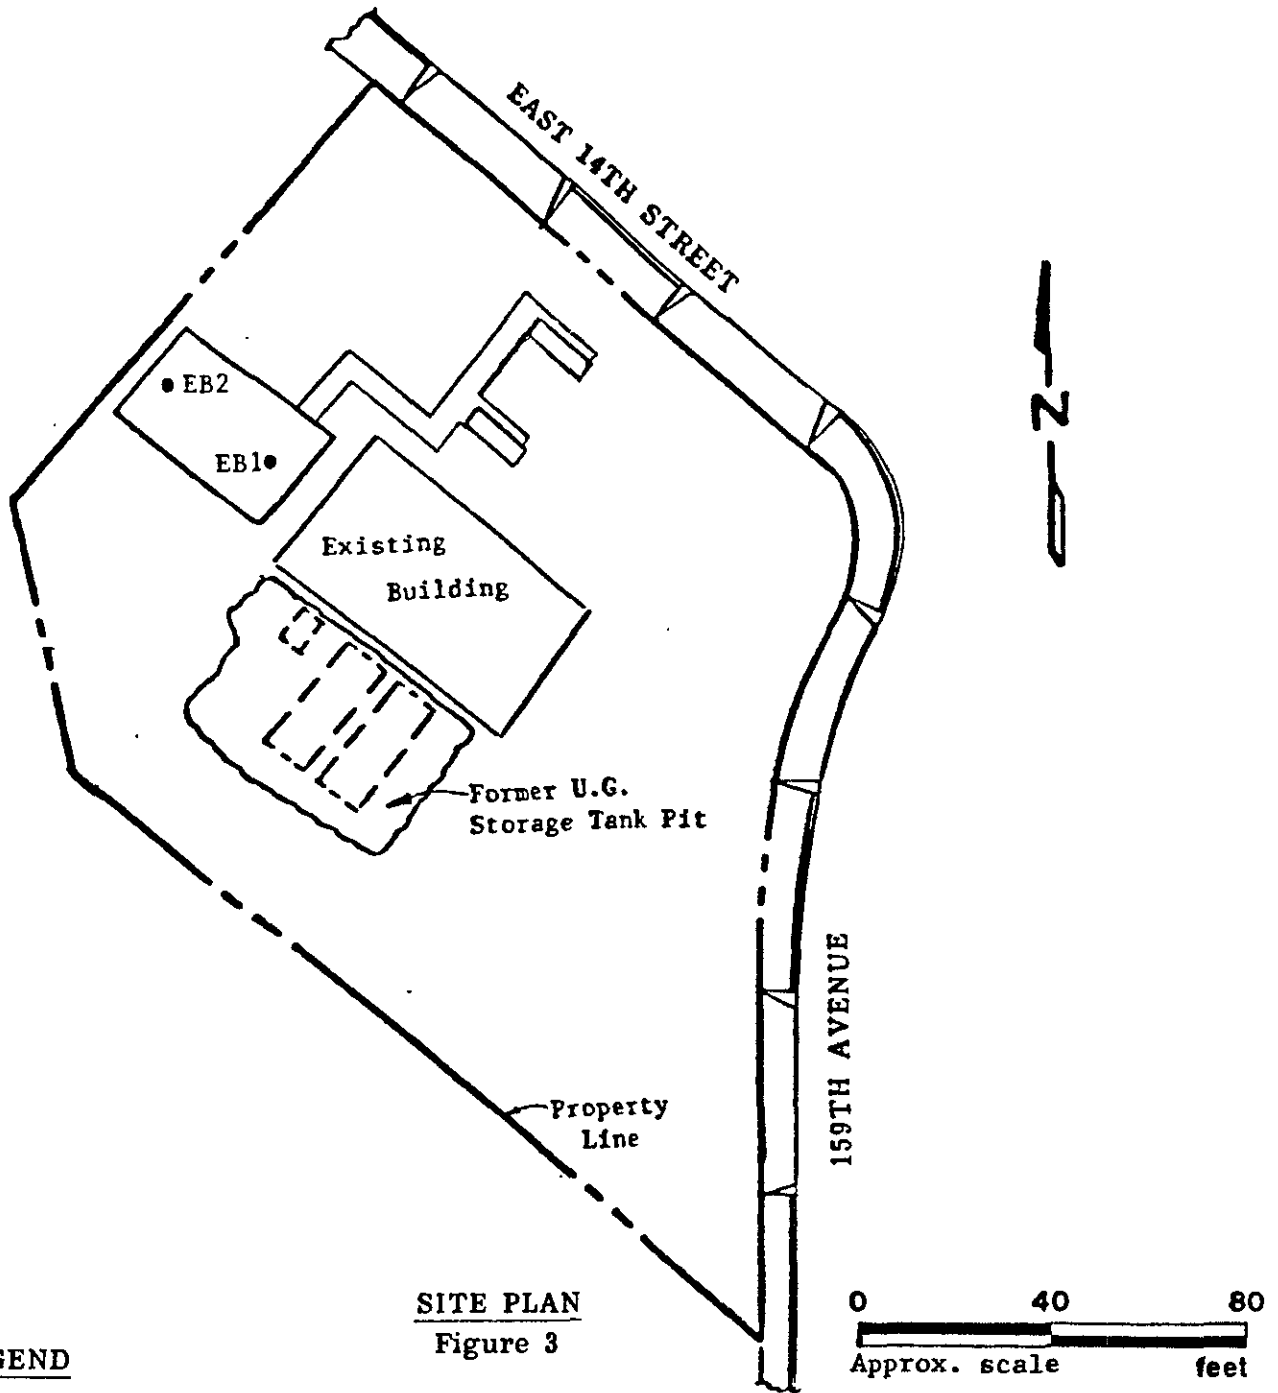 EAST 14TH STREET
N
EB2
EB1
Existing
Building
Former U.G.
Storage Tank Pit
159TH AVENUE
Property
Line
SITE PLAN
Figure 3
0 40 80
Approx. scale feet
GEND